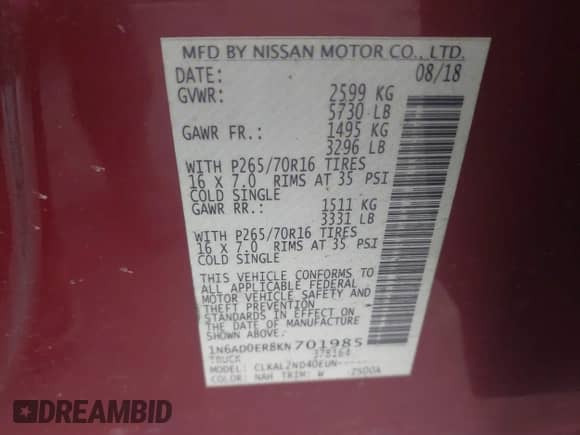 MFD BY NISSAN MOTOR CO., LTD.
DATE: 08/18
GVWR: 2599 KG
5730 LB
GAWR FR.: 1495 KG
3296 LB
WITH P265/70R16 TIRES
16 X 7.0 RIMS AT 35 PSI
COLD SINGLE
GAWR RR.: 1511 KG
3331 LB
WITH P265/70R16 TIRES
16 X 7.0 RIMS AT 35 PSI
COLD SINGLE
THIS VEHICLE CONFORMS TO
ALL APPLICABLE FEDERAL
MOTOR VEHICLE SAFETY AND
THEFT PREVENTION
STANDARDS IN EFFECT ON
THE DATE OF MANUFACTURE
SHOWN ABOVE.
1N6AD0ER8KN701985
TRUCK 378164
MODEL: CLKALZND40EUN-----
COLOR: NAH TRIM: W 2S00A
DREAMBID